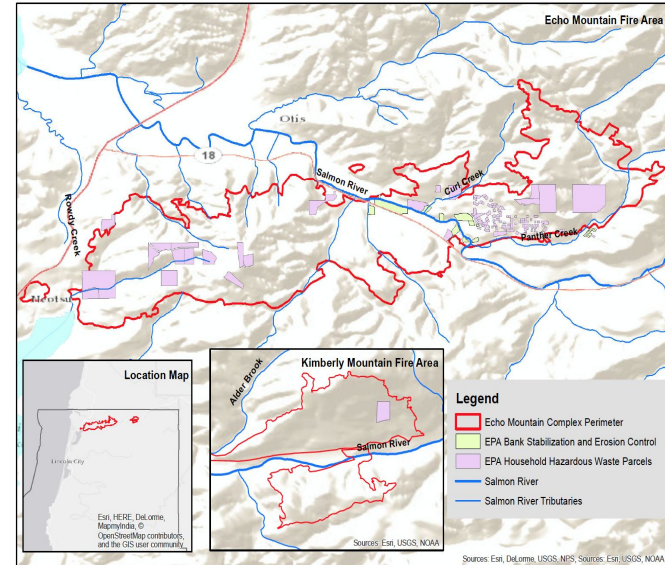 Echo Mountain Fire Area
Otis
18
Salmon River
Curl Creek
Rowdy Creek
Panther Creek
Neotsu
Location Map
Lincoln City
Esri, HERE, DeLorme,
MapmyIndia, ©
OpenStreetMap contributors,
and the GIS user community
Kimberly Mountain Fire Area
Alder Brook
Salmon River
Sources: Esri, USGS, NOAA
Legend
Echo Mountain Complex Perimeter
EPA Bank Stabilization and Erosion Control
EPA Household Hazardous Waste Parcels
Salmon River
Salmon River Tributaries
Sources: Esri, DeLorme, USGS, NPS, Sources: Esri, USGS, NOAA